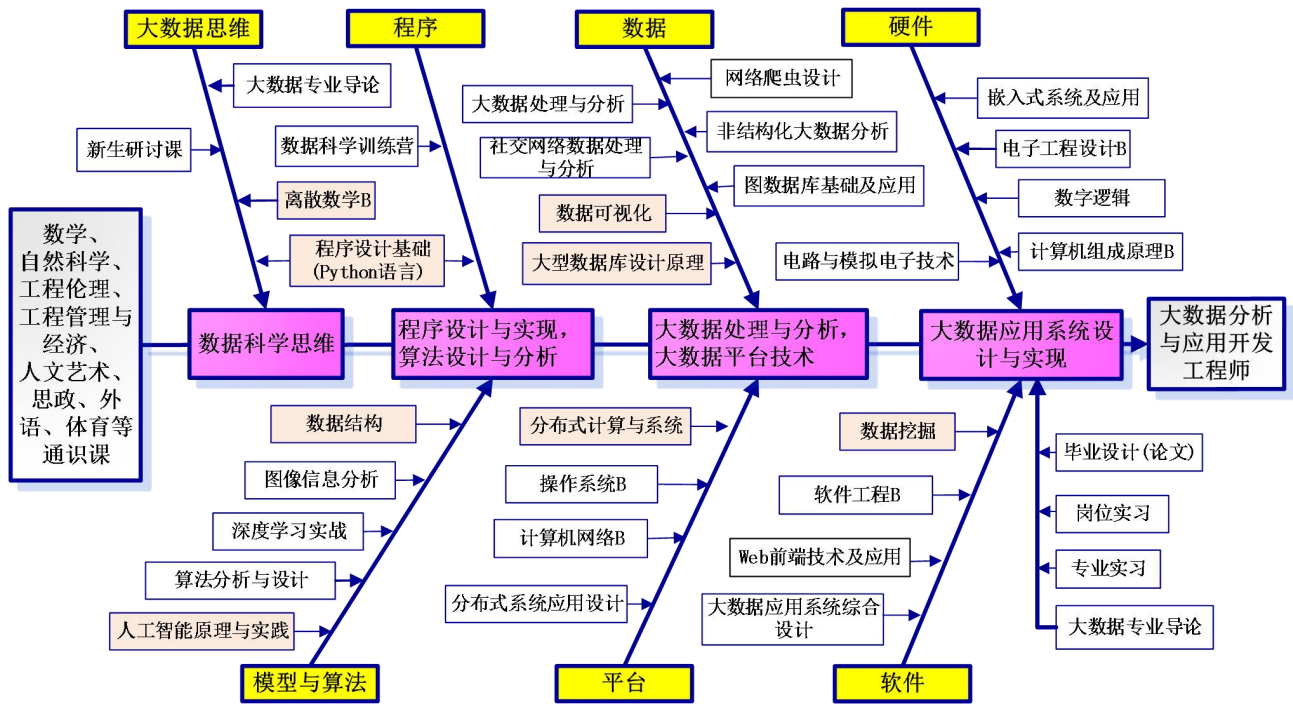 大数据思维
程序
数据
硬件
大数据专业导论
新生研讨课
离散数学B
数据科学训练营
程序设计基础
(Python语言)
网络爬虫设计
大数据处理与分析
非结构化大数据分析
社交网络数据处理
与分析
图数据库基础及应用
数据可视化
大型数据库设计原理
嵌入式系统及应用
电子工程设计B
数字逻辑
计算机组成原理B
电路与模拟电子技术
数学、
自然科学、
工程伦理、
工程管理与
经济、
人文艺术、
思政、外
语、体育等
通识课
数据科学思维
程序设计与实现,
算法设计与分析
大数据处理与分析,
大数据平台技术
大数据应用系统设
计与实现
大数据分析
与应用开发
工程师
数据结构
图像信息分析
深度学习实战
算法分析与设计
人工智能原理与实践
分布式计算与系统
操作系统B
计算机网络B
分布式系统应用设计
数据挖掘
软件工程B
Web前端技术及应用
大数据应用系统综合
设计
毕业设计(论文)
岗位实习
专业实习
大数据专业导论
模型与算法
平台
软件